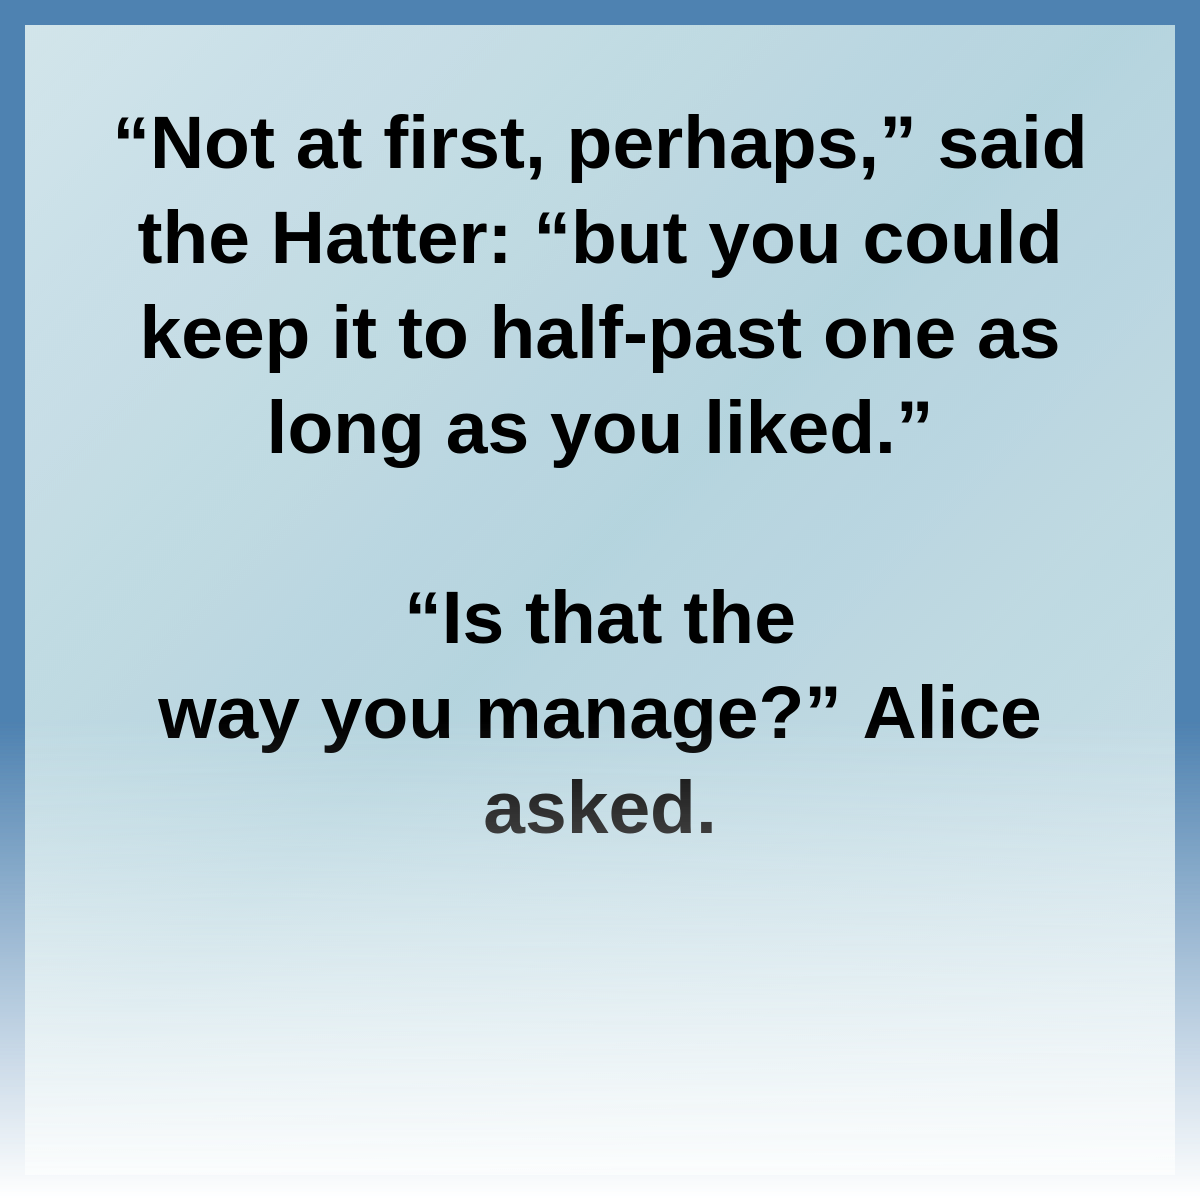 “Not at first, perhaps,” said
the Hatter: “but you could
keep it to half-past one as
long as you liked.”
“Is that the
way you manage?” Alice
asked.